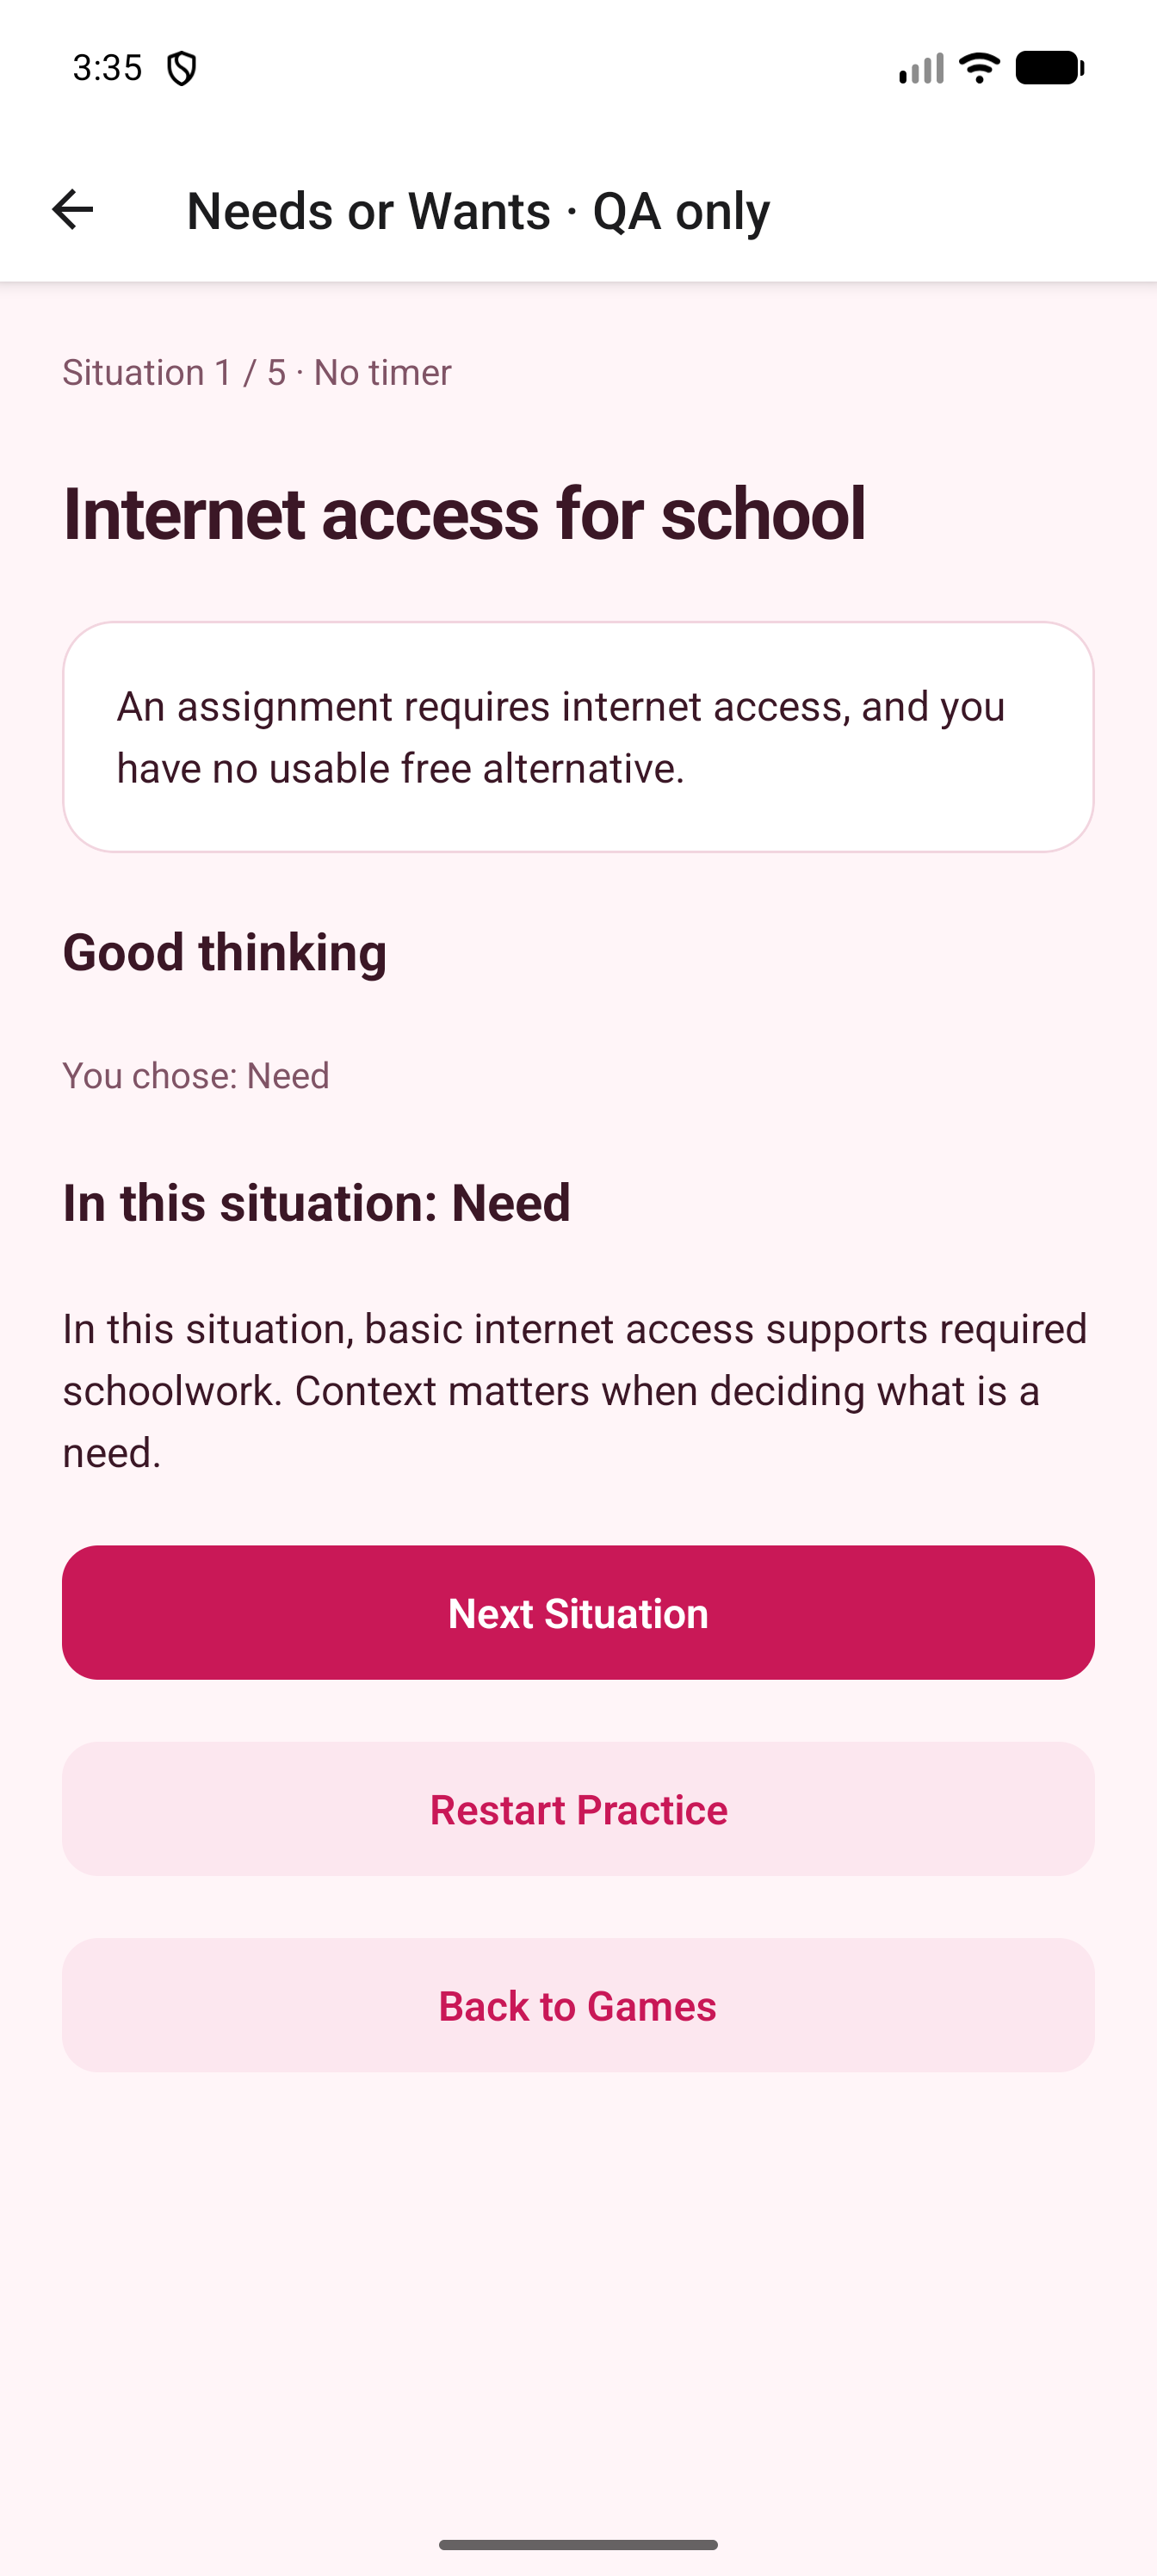 3:35
Needs or Wants · QA only
Situation 1 / 5 · No timer
Internet access for school
An assignment requires internet access, and you
have no usable free alternative.
Good thinking
You chose: Need
In this situation: Need
In this situation, basic internet access supports required
schoolwork. Context matters when deciding what is a
need.
Next Situation
Restart Practice
Back to Games